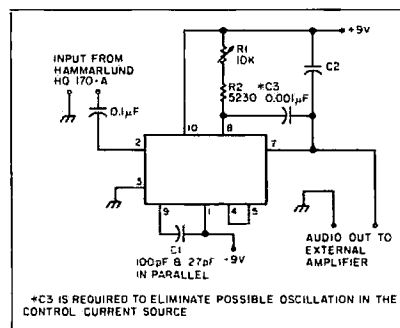 +9V
R1
10K
INPUT FROM
HAMMARLUND
HQ 170-A
R2
5230
*C3
0.001µF
C2
0.1µF
10
8
2
7
3
9
1
4
5
C1
100pF & 27pF
IN PARALLEL
-9V
AUDIO OUT TO
EXTERNAL
AMPLIFIER
*C3 IS REQUIRED TO ELIMINATE POSSIBLE OSCILLATION IN THE
CONTROL CURRENT SOURCE